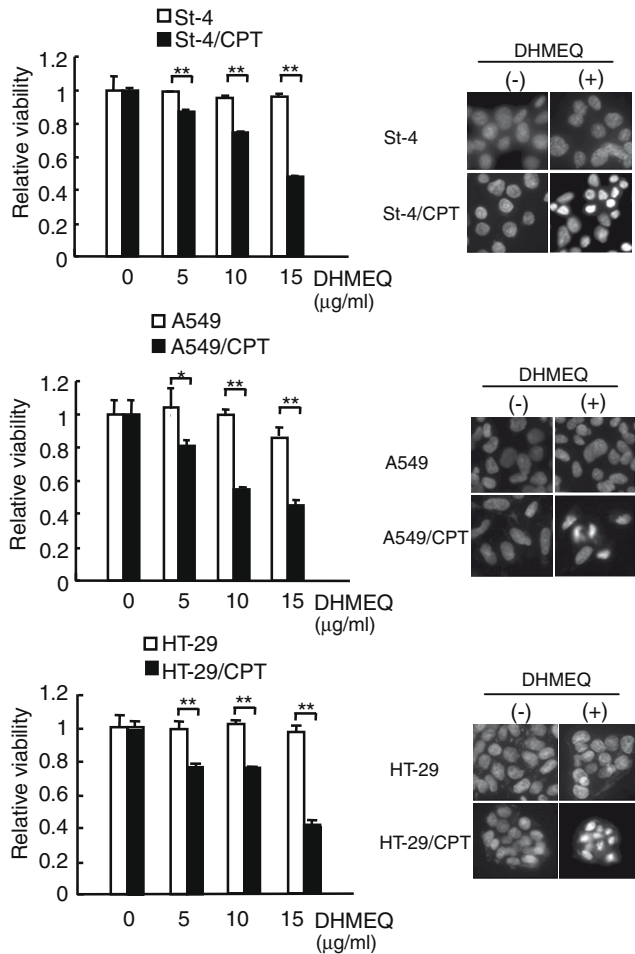 St-4
St-4/CPT
Relative viability
1.2
1
0.8
0.6
0.4
0.2
0
**
**
**
0 5 10 15 DHMEQ
(μg/ml)
DHMEQ
(-) (+)
St-4
St-4/CPT
A549
A549/CPT
Relative viability
1.2
1
0.8
0.6
0.4
0.2
0
*
**
**
0 5 10 15 DHMEQ
(μg/ml)
DHMEQ
(-) (+)
A549
A549/CPT
HT-29
HT-29/CPT
Relative viability
1.2
1
0.8
0.6
0.4
0.2
0
**
**
**
0 5 10 15 DHMEQ
(μg/ml)
DHMEQ
(-) (+)
HT-29
HT-29/CPT